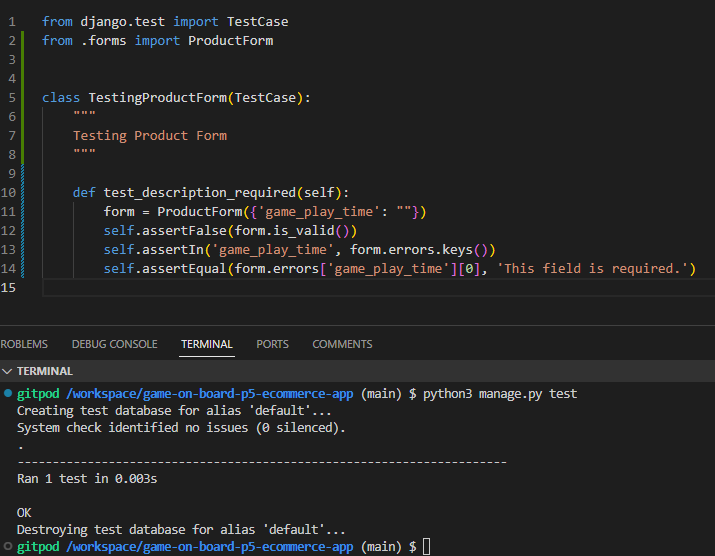 1 from django.test import TestCase
2 from .forms import ProductForm
3
4
5 class TestingProductForm(TestCase):
6 """
7 Testing Product Form
8 """
9
10 def test_description_required(self):
11 form = ProductForm({'game_play_time': ""})
12 self.assertFalse(form.is_valid())
13 self.assertIn('game_play_time', form.errors.keys())
14 self.assertEqual(form.errors['game_play_time'][0], 'This field is required.')
15
ROBLEMS DEBUG CONSOLE TERMINAL PORTS COMMENTS
TERMINAL
gitpod /workspace/game-on-board-p5-ecommerce-app (main) $ python3 manage.py test
Creating test database for alias 'default'...
System check identified no issues (0 silenced).
.
----------------------------------------------------------------------
Ran 1 test in 0.003s
OK
Destroying test database for alias 'default'...
gitpod /workspace/game-on-board-p5-ecommerce-app (main) $